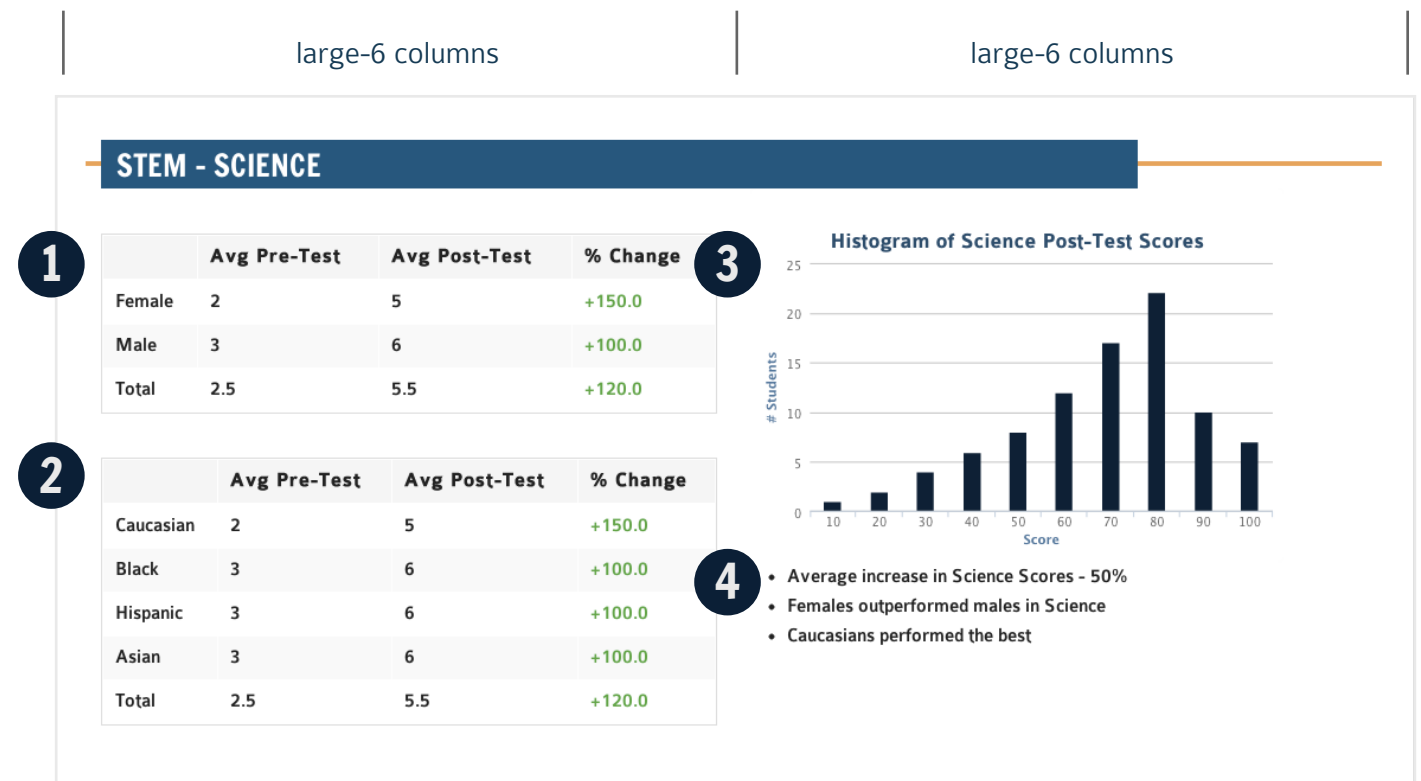 large-6 columns large-6 columns
STEM - SCIENCE
1
Avg Pre-Test Avg Post-Test % Change
Female 2 5 +150.0
Male 3 6 +100.0
Total 2.5 5.5 +120.0
2
Avg Pre-Test Avg Post-Test % Change
Caucasian 2 5 +150.0
Black 3 6 +100.0
Hispanic 3 6 +100.0
Asian 3 6 +100.0
Total 2.5 5.5 +120.0
3
Histogram of Science Post-Test Scores
# Students
25
20
15
10
5
0
10 20 30 40 50 60 70 80 90 100
Score
4
• Average increase in Science Scores - 50%
• Females outperformed males in Science
• Caucasians performed the best